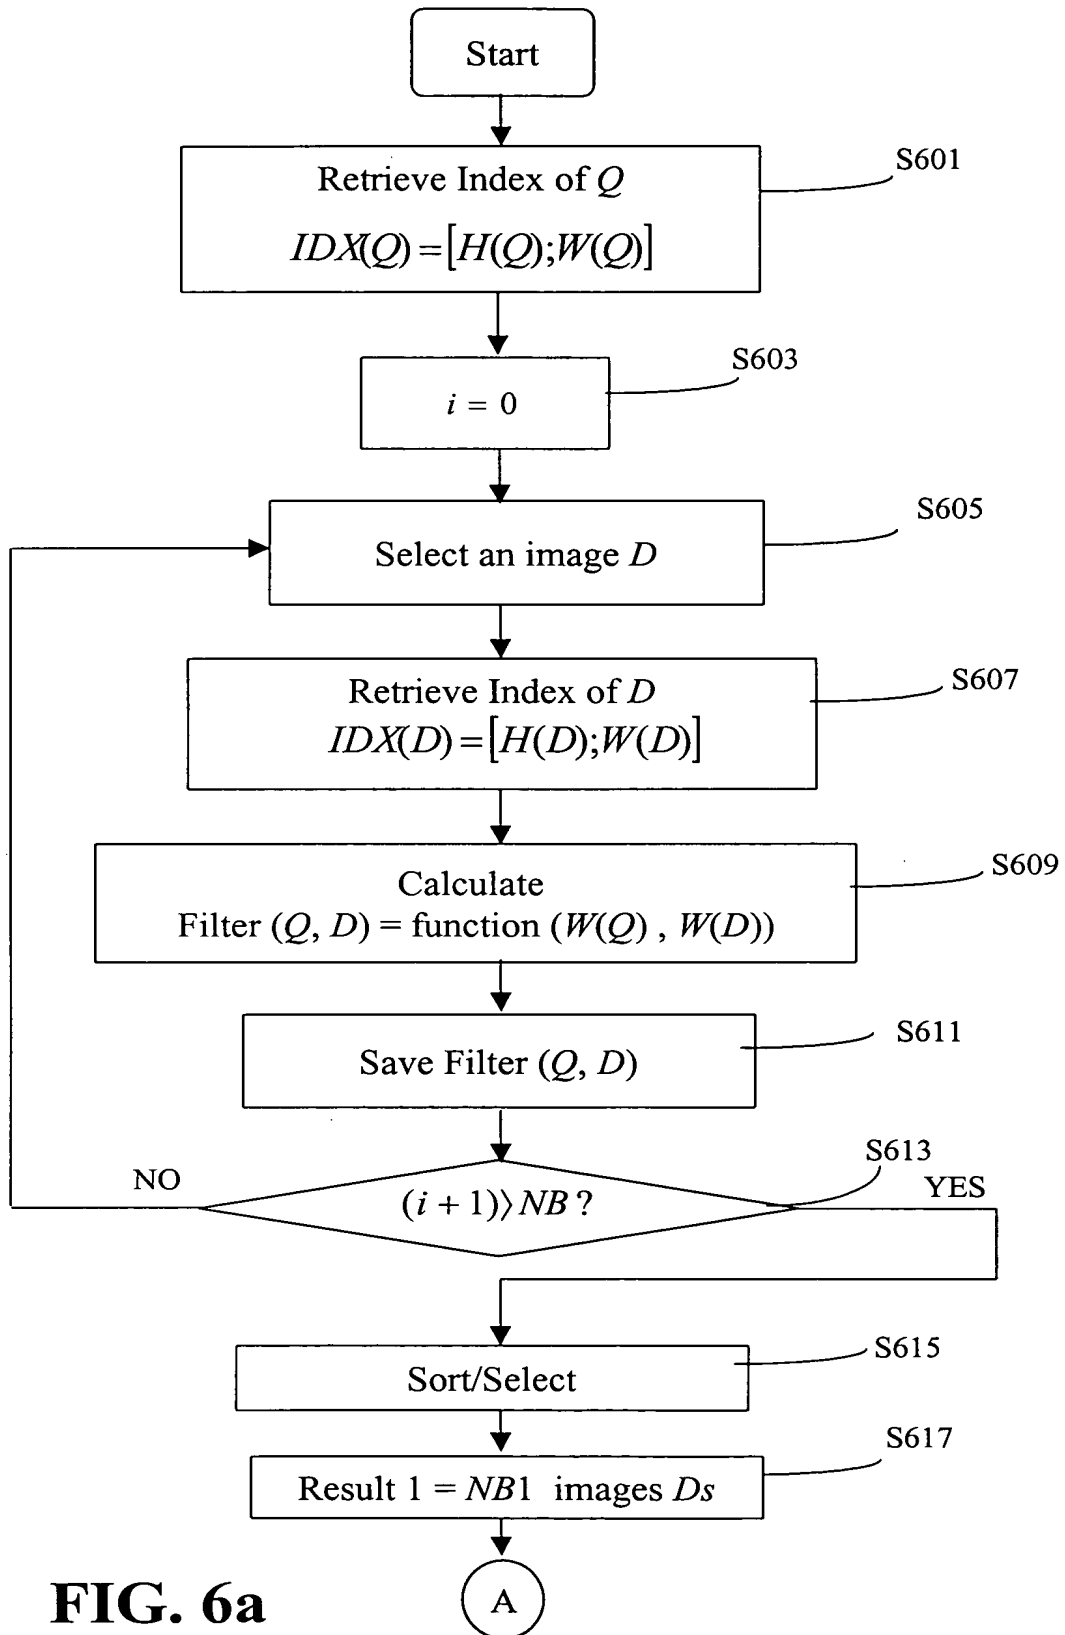 Start
Retrieve Index of Q
IDX(Q)=[H(Q);W(Q)]
S601
i = 0
S603
Select an image D
S605
Retrieve Index of D
IDX(D)=[H(D);W(D)]
S607
Calculate
Filter (Q, D) = function (W(Q) , W(D))
S609
Save Filter (Q, D)
S611
(i + 1)⟩NB ?
S613
NO
YES
Sort/Select
S615
Result 1 = NB1 images Ds
S617
A
FIG. 6a